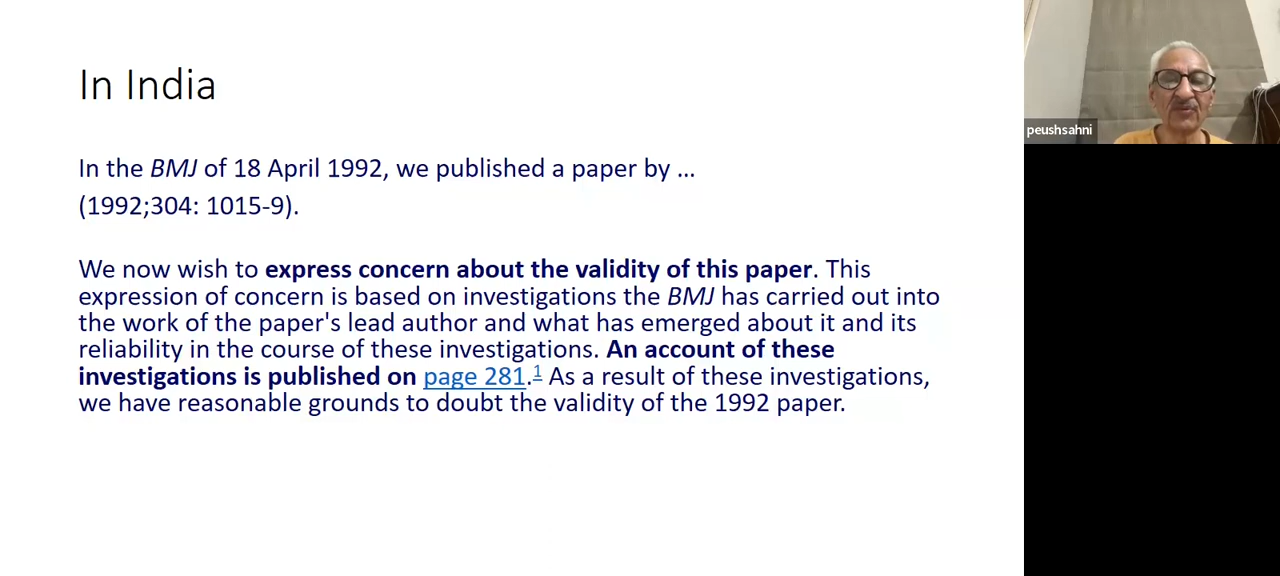 In India
In the BMJ of 18 April 1992, we published a paper by ...
(1992;304: 1015-9).
We now wish to express concern about the validity of this paper. This
expression of concern is based on investigations the BMJ has carried out into
the work of the paper's lead author and what has emerged about it and its
reliability in the course of these investigations. An account of these
investigations is published on page 281.1 As a result of these investigations,
we have reasonable grounds to doubt the validity of the 1992 paper.
peushsahni